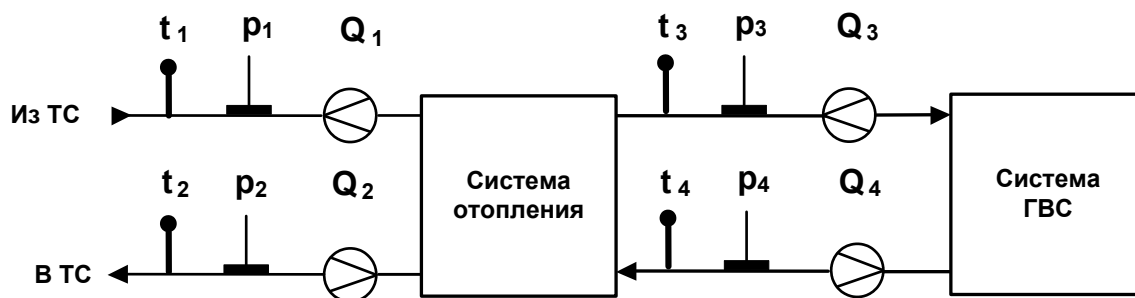 t 1 p1 Q 1 t 3 p3 Q 3
Из ТС
t 2 p2 Q 2 Система отопления t 4 p4 Q 4 Система ГВС
В ТС